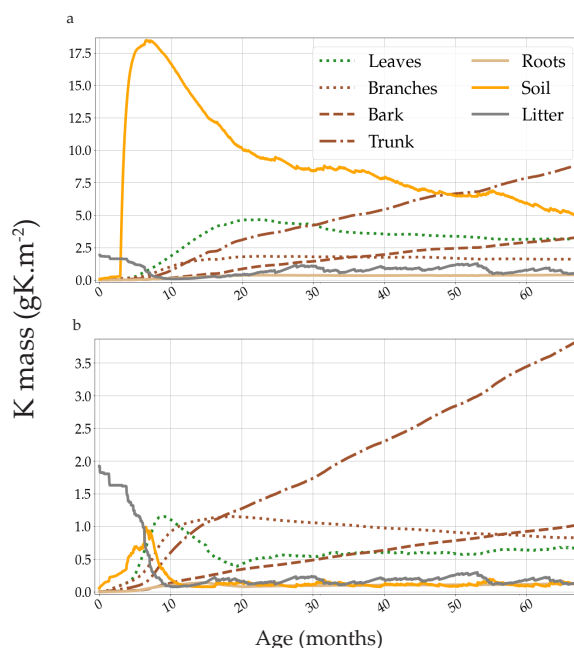 a
K mass (gK.m⁻²)
17.5
15.0
12.5
10.0
7.5
5.0
2.5
0.0
Leaves
Branches
Bark
Trunk
Roots
Soil
Litter
0 10 20 30 40 50 60
b
3.5
3.0
2.5
2.0
1.5
1.0
0.5
0.0
0 10 20 30 40 50 60
Age (months)